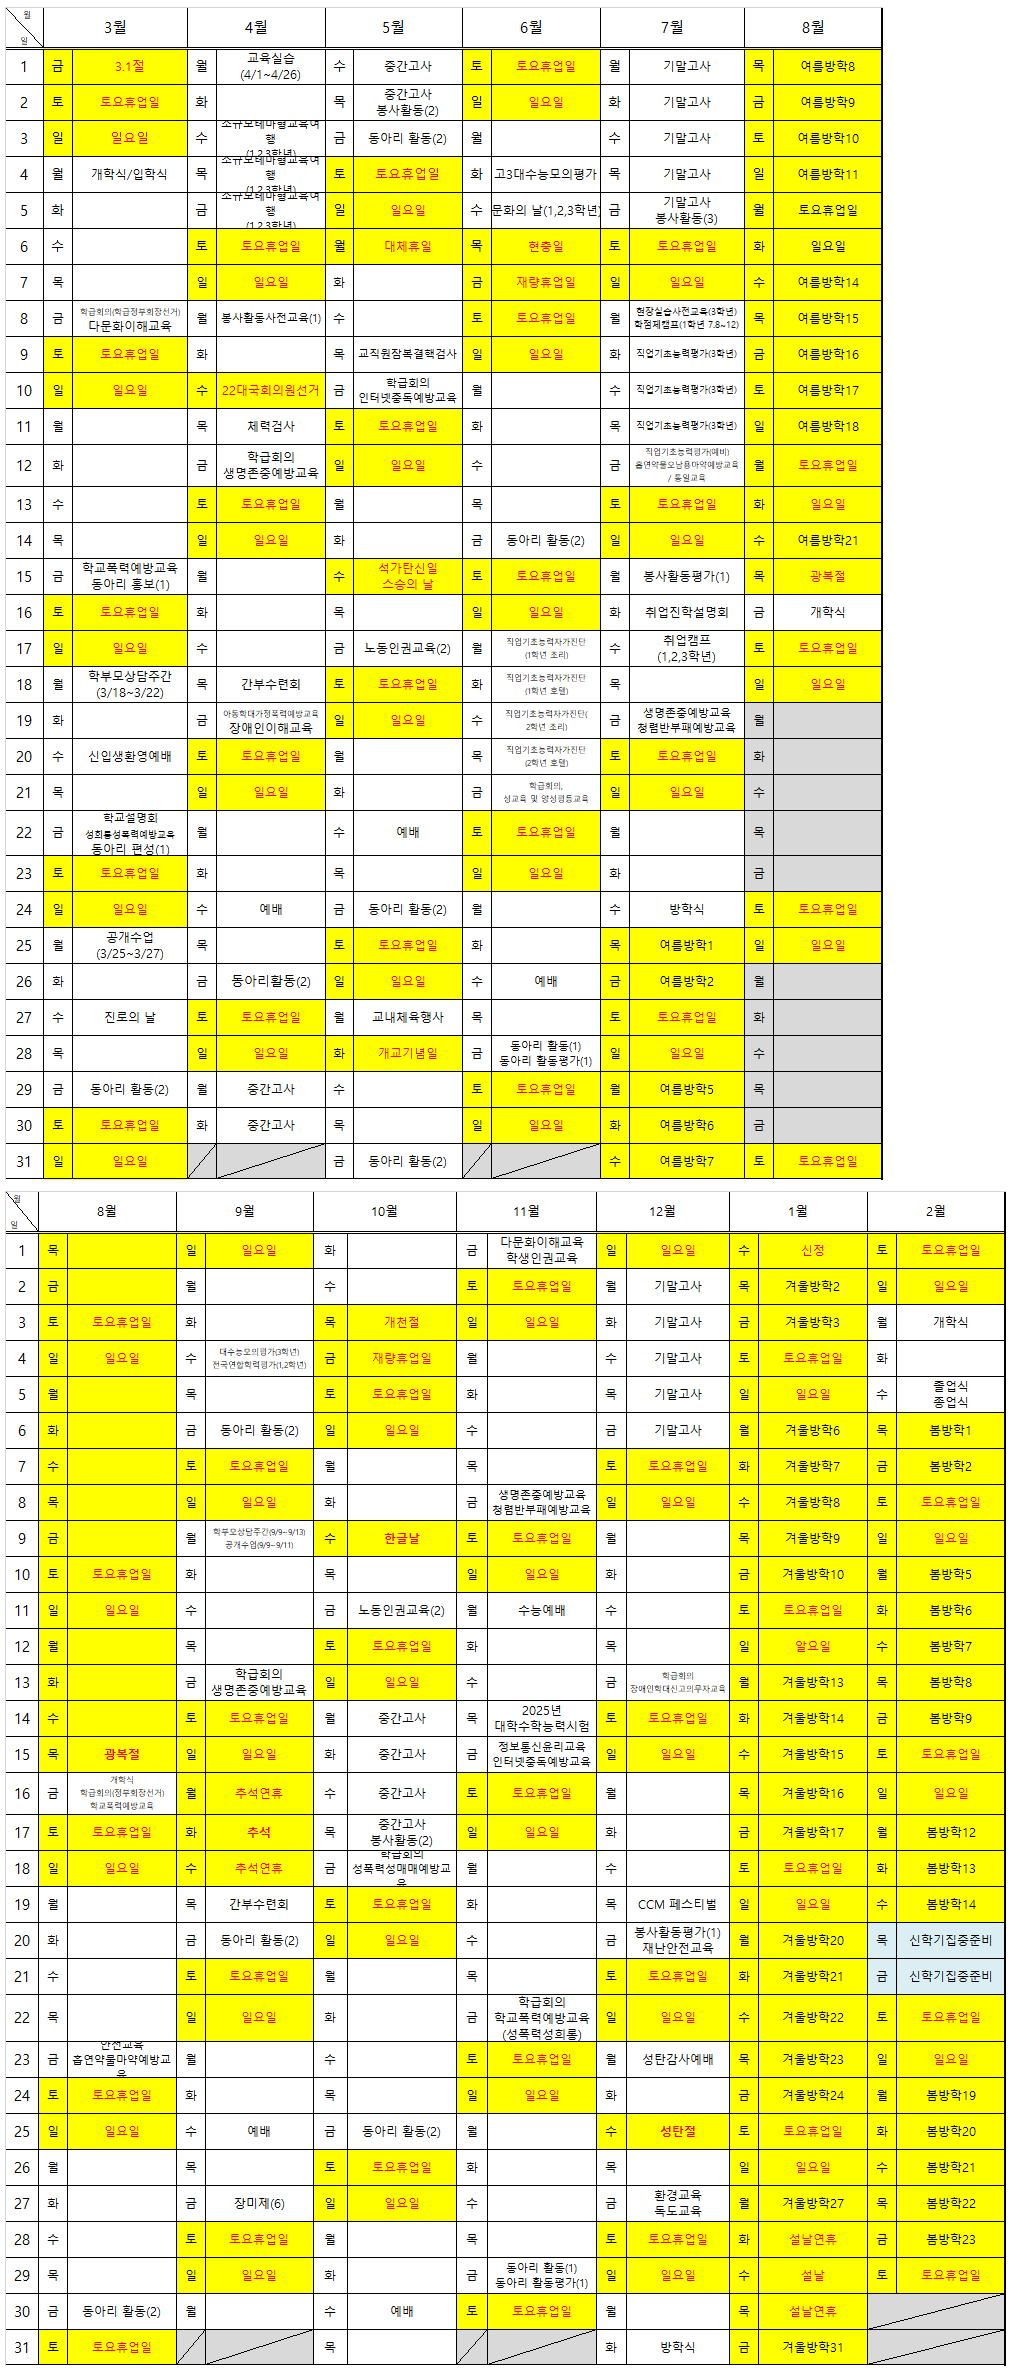 월 일 3월 4월 5월 6월 7월 8월
1 금 3.1절 월 교육실습 (4/1~4/26) 수 중간고사 토 토요휴업일 월 기말고사 목 여름방학8
2 토 토요휴업일 화 목 중간고사 봉사활동(2) 일 일요일 화 기말고사 금 여름방학9
3 일 일요일 수 소규모테마형교육여행 (1,2,3학년) 금 동아리 활동(2) 월 수 기말고사 토 여름방학10
4 월 개학식/입학식 목 소규모테마형교육여행 (1,2,3학년) 토 토요휴업일 화 고3대수능모의평가 목 기말고사 일 여름방학11
5 화 금 소규모테마형교육여행 (1,2,3학년) 일 일요일 수 문화의 날(1,2,3학년) 금 기말고사 봉사활동(3) 월 토요휴업일
6 수 토 토요휴업일 월 대체휴일 목 현충일 토 토요휴업일 화 일요일
7 목 일 일요일 화 금 재량휴업일 일 일요일 수 여름방학14
8 금 학급회의(학급정부회장선거) 다문화이해교육 월 봉사활동사전교육(1) 수 토 토요휴업일 월 현장실습사전교육(3학년) 학점제캠프(1학년 7.8~12) 목 여름방학15
9 토 토요휴업일 화 목 교직원잠복결핵검사 일 일요일 화 직업기초능력평가(3학년) 금 여름방학16
10 일 일요일 수 22대국회의원선거 금 학급회의 인터넷중독예방교육 월 수 직업기초능력평가(3학년) 토 여름방학17
11 월 목 체력검사 토 토요휴업일 화 목 직업기초능력평가(3학년) 일 여름방학18
12 화 금 학급회의 생명존중예방교육 일 일요일 수 금 직업기초능력평가(예비) 흡연약물오남용마약예방교육 / 통일교육 월 토요휴업일
13 수 토 토요휴업일 월 목 토 토요휴업일 화 일요일
14 목 일 일요일 화 금 동아리 활동(2) 일 일요일 수 여름방학21
15 금 학교폭력예방교육 동아리 홍보(1) 월 수 석가탄신일 스승의 날 토 토요휴업일 월 봉사활동평가(1) 목 광복절
16 토 토요휴업일 화 목 일 일요일 화 취업진학설명회 금 개학식
17 일 일요일 수 금 노동인권교육(2) 월 직업기초능력자가진단 (1학년 조리) 수 취업캠프 (1,2,3학년) 토 토요휴업일
18 월 학부모상담주간 (3/18~3/22) 목 간부수련회 토 토요휴업일 화 직업기초능력자가진단 (1학년 호텔) 목 일 일요일
19 화 금 아동학대가정폭력예방교육 장애인이해교육 일 일요일 수 직업기초능력자가진단( 2학년 조리) 금 생명존중예방교육 청렴반부패예방교육 월
20 수 신입생환영예배 토 토요휴업일 월 목 직업기초능력자가진단 (2학년 호텔) 토 토요휴업일 화
21 목 일 일요일 화 금 학급회의, 성교육 및 양성평등교육 일 일요일 수
22 금 학교설명회 성희롱성폭력예방교육 동아리 편성(1) 월 수 예배 토 토요휴업일 월 목
23 토 토요휴업일 화 목 일 일요일 화 금
24 일 일요일 수 예배 금 동아리 활동(2) 월 수 방학식 토 토요휴업일
25 월 공개수업 (3/25~3/27) 목 토 토요휴업일 화 목 여름방학1 일 일요일
26 화 금 동아리활동(2) 일 일요일 수 예배 금 여름방학2 월
27 수 진로의 날 토 토요휴업일 월 교내체육행사 목 토 토요휴업일 화
28 목 일 일요일 화 개교기념일 금 동아리 활동(1) 동아리 활동평가(1) 일 일요일 수
29 금 동아리 활동(2) 월 중간고사 수 토 토요휴업일 월 여름방학5 목
30 토 토요휴업일 화 중간고사 목 일 일요일 화 여름방학6 금
31 일 일요일 금 동아리 활동(2) 수 여름방학7 토 토요휴업일
월 일 8월 9월 10월 11월 12월 1월 2월
1 목 일 일요일 화 금 다문화이해교육 학생인권교육 일 일요일 수 신정 토 토요휴업일
2 금 월 수 토 토요휴업일 월 기말고사 목 겨울방학2 일 일요일
3 토 토요휴업일 화 목 개천절 일 일요일 화 기말고사 금 겨울방학3 월 개학식
4 일 일요일 수 대수능모의평가(3학년) 전국연합학력평가(1,2학년) 금 재량휴업일 월 수 기말고사 토 토요휴업일 화
5 월 목 토 토요휴업일 화 목 기말고사 일 일요일 수 졸업식 종업식
6 화 금 동아리 활동(2) 일 일요일 수 금 기말고사 월 겨울방학6 목 봄방학1
7 수 토 토요휴업일 월 목 토 토요휴업일 화 겨울방학7 금 봄방학2
8 목 일 일요일 화 금 생명존중예방교육 청렴반부패예방교육 일 일요일 수 겨울방학8 토 토요휴업일
9 금 월 학부모상담주간(9/9~9/13) 공개수업(9/9~9/11) 수 한글날 토 토요휴업일 월 목 겨울방학9 일 일요일
10 토 토요휴업일 화 목 일 일요일 화 금 겨울방학10 월 봄방학5
11 일 일요일 수 금 노동인권교육(2) 월 수능예배 수 토 토요휴업일 화 봄방학6
12 월 목 토 토요휴업일 화 목 일 알요일 수 봄방학7
13 화 금 학급회의 생명존중예방교육 일 일요일 수 금 학급회의 장애인학대신고의무자교육 월 겨울방학13 목 봄방학8
14 수 토 토요휴업일 월 중간고사 목 2025년 대학수학능력시험 토 토요휴업일 화 겨울방학14 금 봄방학9
15 목 광복절 일 일요일 화 중간고사 금 정보통신윤리교육 인터넷중독예방교육 일 일요일 수 겨울방학15 토 토요휴업일
16 금 개학식 학급회의(정부회장선거) 학교폭력예방교육 월 추석연휴 수 중간고사 토 토요휴업일 월 목 겨울방학16 일 일요일
17 토 토요휴업일 화 추석 목 중간고사 봉사활동(2) 일 일요일 화 금 겨울방학17 월 봄방학12
18 일 일요일 수 추석연휴 금 학급회의 성폭력성매매예방교육 월 수 토 토요휴업일 화 봄방학13
19 월 목 간부수련회 토 토요휴업일 화 목 CCM 페스티벌 일 일요일 수 봄방학14
20 화 금 동아리 활동(2) 일 일요일 수 금 봉사활동평가(1) 재난안전교육 월 겨울방학20 목 신학기집중준비
21 수 토 토요휴업일 월 목 토 토요휴업일 화 겨울방학21 금 신학기집중준비
22 목 일 일요일 화 금 학급회의 학교폭력예방교육 (성폭력성희롱) 일 일요일 수 겨울방학22 토 토요휴업일
23 금 안전교육 흡연약물마약예방교육 월 수 토 토요휴업일 월 성탄감사예배 목 겨울방학23 일 일요일
24 토 토요휴업일 화 목 일 일요일 화 금 겨울방학24 월 봄방학19
25 일 일요일 수 예배 금 동아리 활동(2) 월 수 성탄절 토 토요휴업일 화 봄방학20
26 월 목 토 토요휴업일 화 목 일 일요일 수 봄방학21
27 화 금 장미제(6) 일 일요일 수 금 환경교육 독도교육 월 겨울방학27 목 봄방학22
28 수 토 토요휴업일 월 목 토 토요휴업일 화 설날연휴 금 봄방학23
29 목 일 일요일 화 금 동아리 활동(1) 동아리 활동평가(1) 일 일요일 수 설날 토 토요휴업일
30 금 동아리 활동(2) 월 수 예배 토 토요휴업일 월 목 설날연휴
31 토 토요휴업일 목 화 방학식 금 겨울방학31